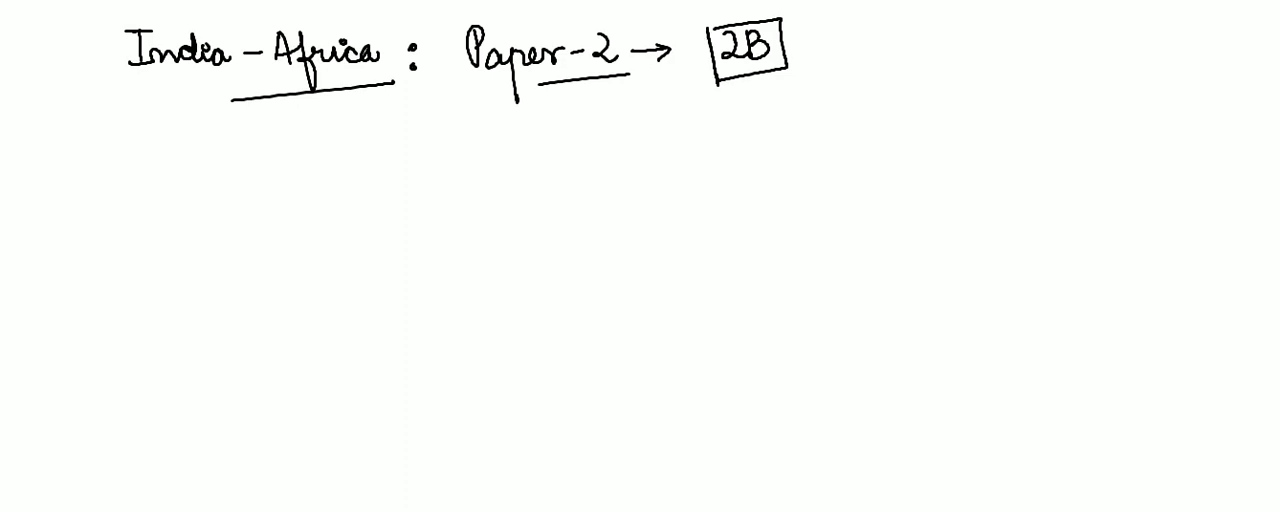 India - Africa : Paper-2 → 2B